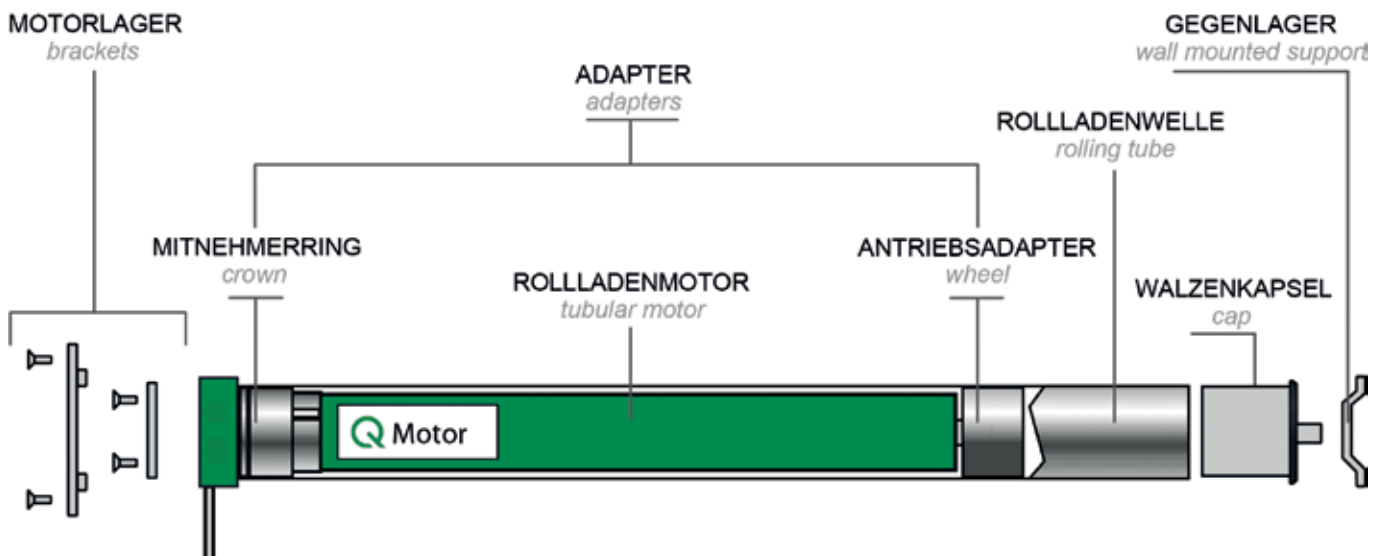 MOTORLAGER
brackets
GEGENLAGER
wall mounted support
ADAPTER
adapters
ROLLLADENWELLE
rolling tube
MITNEHMERRING
crown
ROLLLADENMOTOR
tubular motor
ANTRIEBSADAPTER
wheel
WALZENKAPSEL
cap
Q Motor